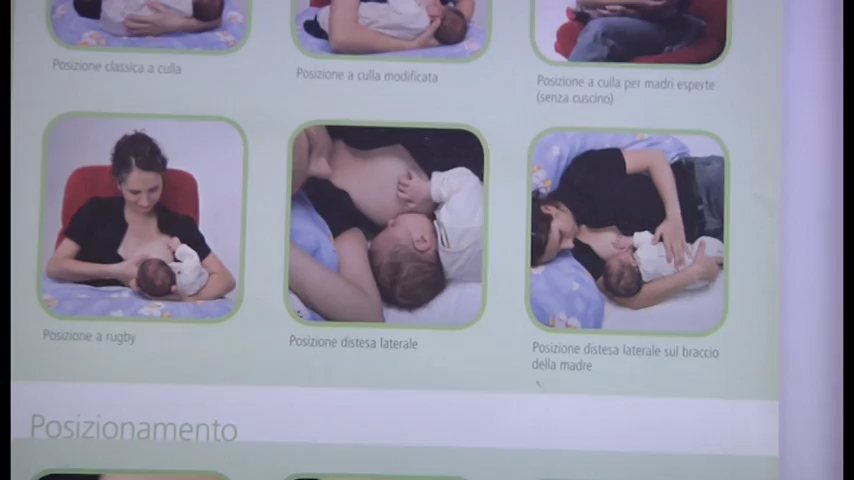 Posizione classica a culla
Posizione a culla modificata
Posizione a culla per madri esperte
(senza cuscino)
Posizione a rugby
Posizione distesa laterale
Posizione distesa laterale sul braccio
della madre
Posizionamento